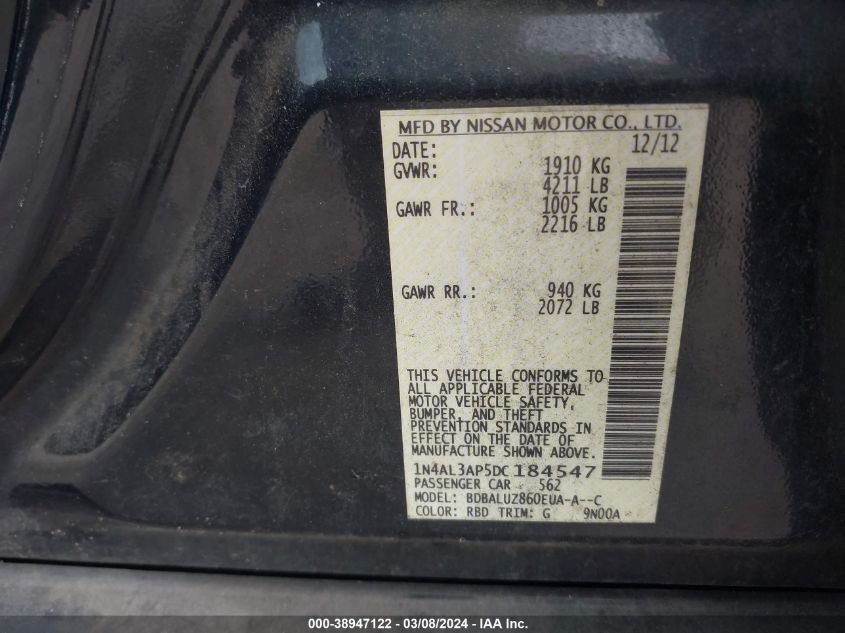 MFD BY NISSAN MOTOR CO., LTD.
DATE: 12/12
GVWR: 1910 KG
4211 LB
GAWR FR.: 1005 KG
2216 LB
GAWR RR.: 940 KG
2072 LB
THIS VEHICLE CONFORMS TO
ALL APPLICABLE FEDERAL
MOTOR VEHICLE SAFETY,
BUMPER, AND THEFT
PREVENTION STANDARDS IN
EFFECT ON THE DATE OF
MANUFACTURE SHOWN ABOVE.
1N4AL3AP5DC184547
PASSENGER CAR 562
MODEL: BDBALUZ860EUA-A--C
COLOR: RBD TRIM: G 9N00A
000-38947122 - 03/08/2024 - IAA Inc.